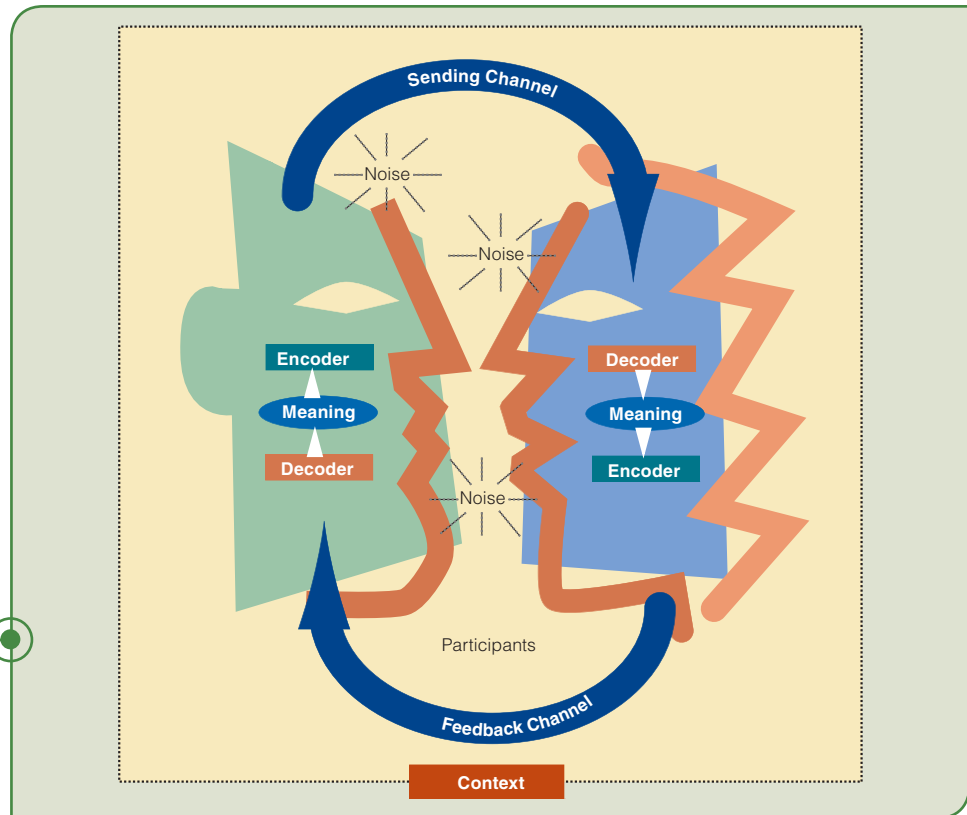 Sending Channel
Noise
Noise
Encoder
Meaning
Decoder
Decoder
Meaning
Encoder
Noise
Participants
Feedback Channel
Context